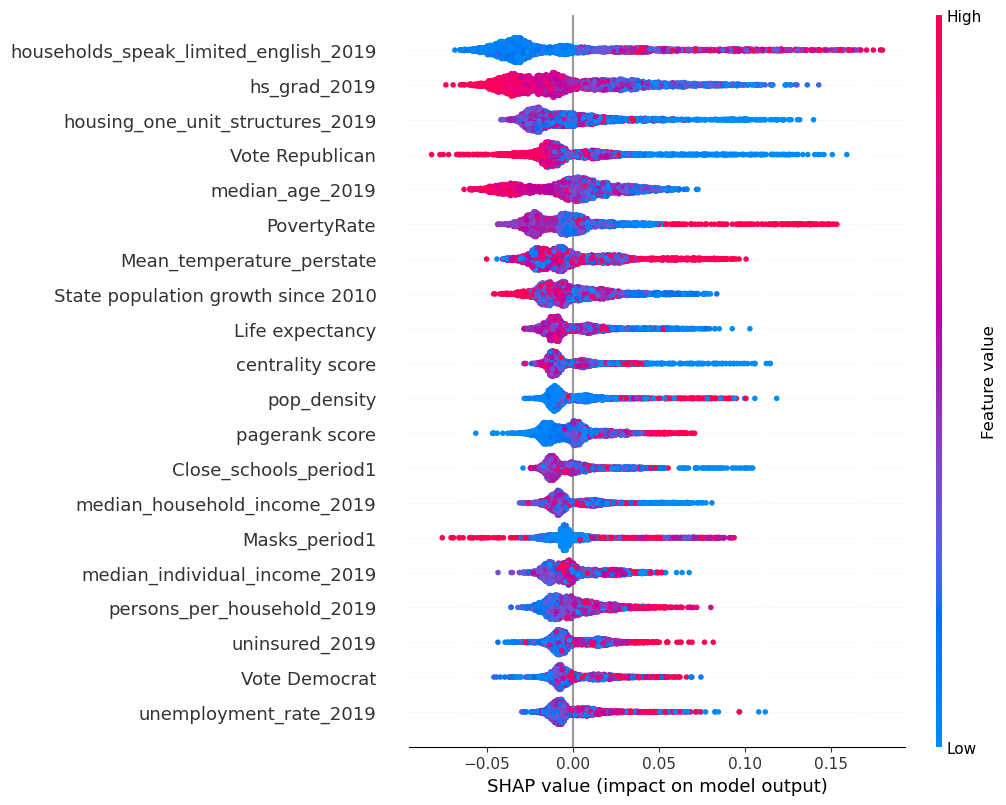 High
households_speak_limited_english_2019
hs_grad_2019
housing_one_unit_structures_2019
Vote Republican
median_age_2019
PovertyRate
Mean_temperature_perstate
State population growth since 2010
Life expectancy
centrality score
pop_density
pagerank score
Close_schools_period1
median_household_income_2019
Masks_period1
median_individual_income_2019
persons_per_household_2019
uninsured_2019
Vote Democrat
unemployment_rate_2019
Feature value
Low
−0.05 0.00 0.05 0.10 0.15
SHAP value (impact on model output)